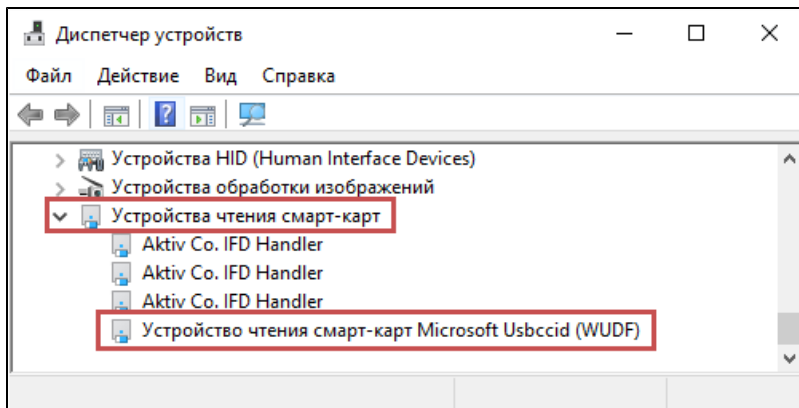 Диспетчер устройств
Файл Действие Вид Справка
Устройства HID (Human Interface Devices)
Устройства обработки изображений
Устройства чтения смарт-карт
Aktiv Co. IFD Handler
Aktiv Co. IFD Handler
Aktiv Co. IFD Handler
Устройство чтения смарт-карт Microsoft Usbccid (WUDF)